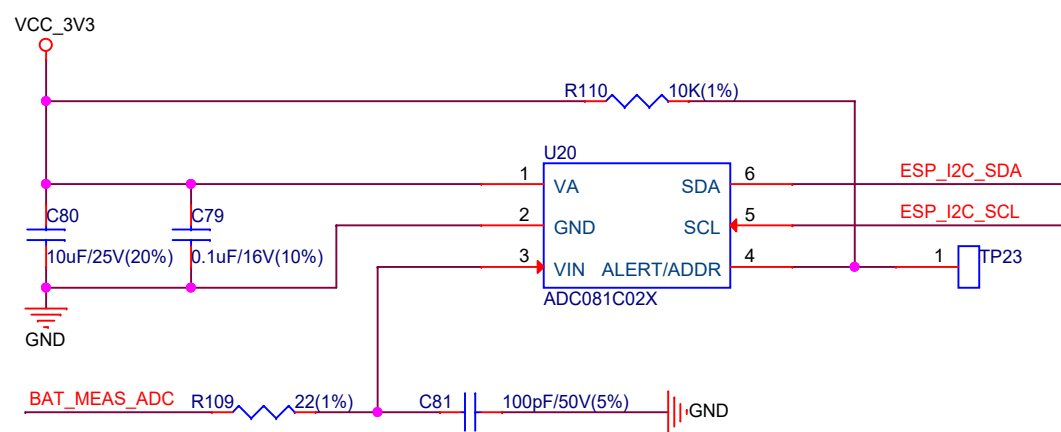 VCC_3V3
R110 10K(1%)
U20
1 VA SDA 6 ESP_I2C_SDA
C80 C79 2 GND SCL 5 ESP_I2C_SCL
10uF/25V(20%) 0.1uF/16V(10%) 3 VIN ALERT/ADDR 4 1 TP23
ADC081C02X
GND
BAT_MEAS_ADC R109 22(1%) C81 100pF/50V(5%) GND